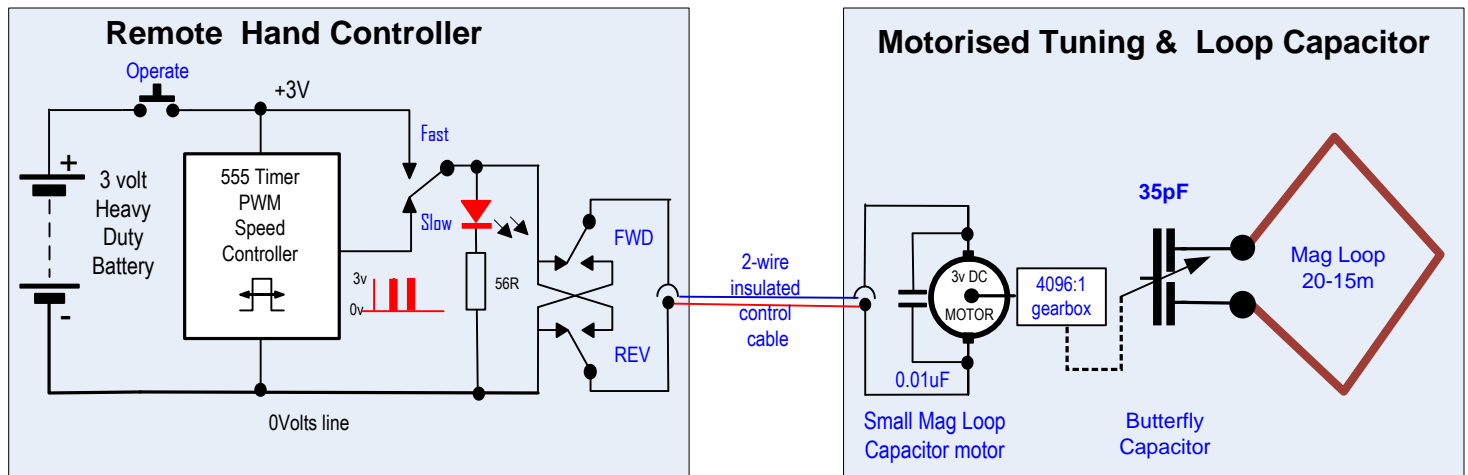 Remote Hand Controller
Operate
+3V
Fast
+
3 volt
Heavy
Duty
Battery
-
555 Timer
PWM
Speed
Controller
Slow
3v
0v
56R
FWD
REV
0Volts line
2-wire
insulated
control
cable
Motorised Tuning & Loop Capacitor
3v DC
MOTOR
4096:1
gearbox
0.01uF
Small Mag Loop
Capacitor motor
35pF
Butterfly
Capacitor
Mag Loop
20-15m